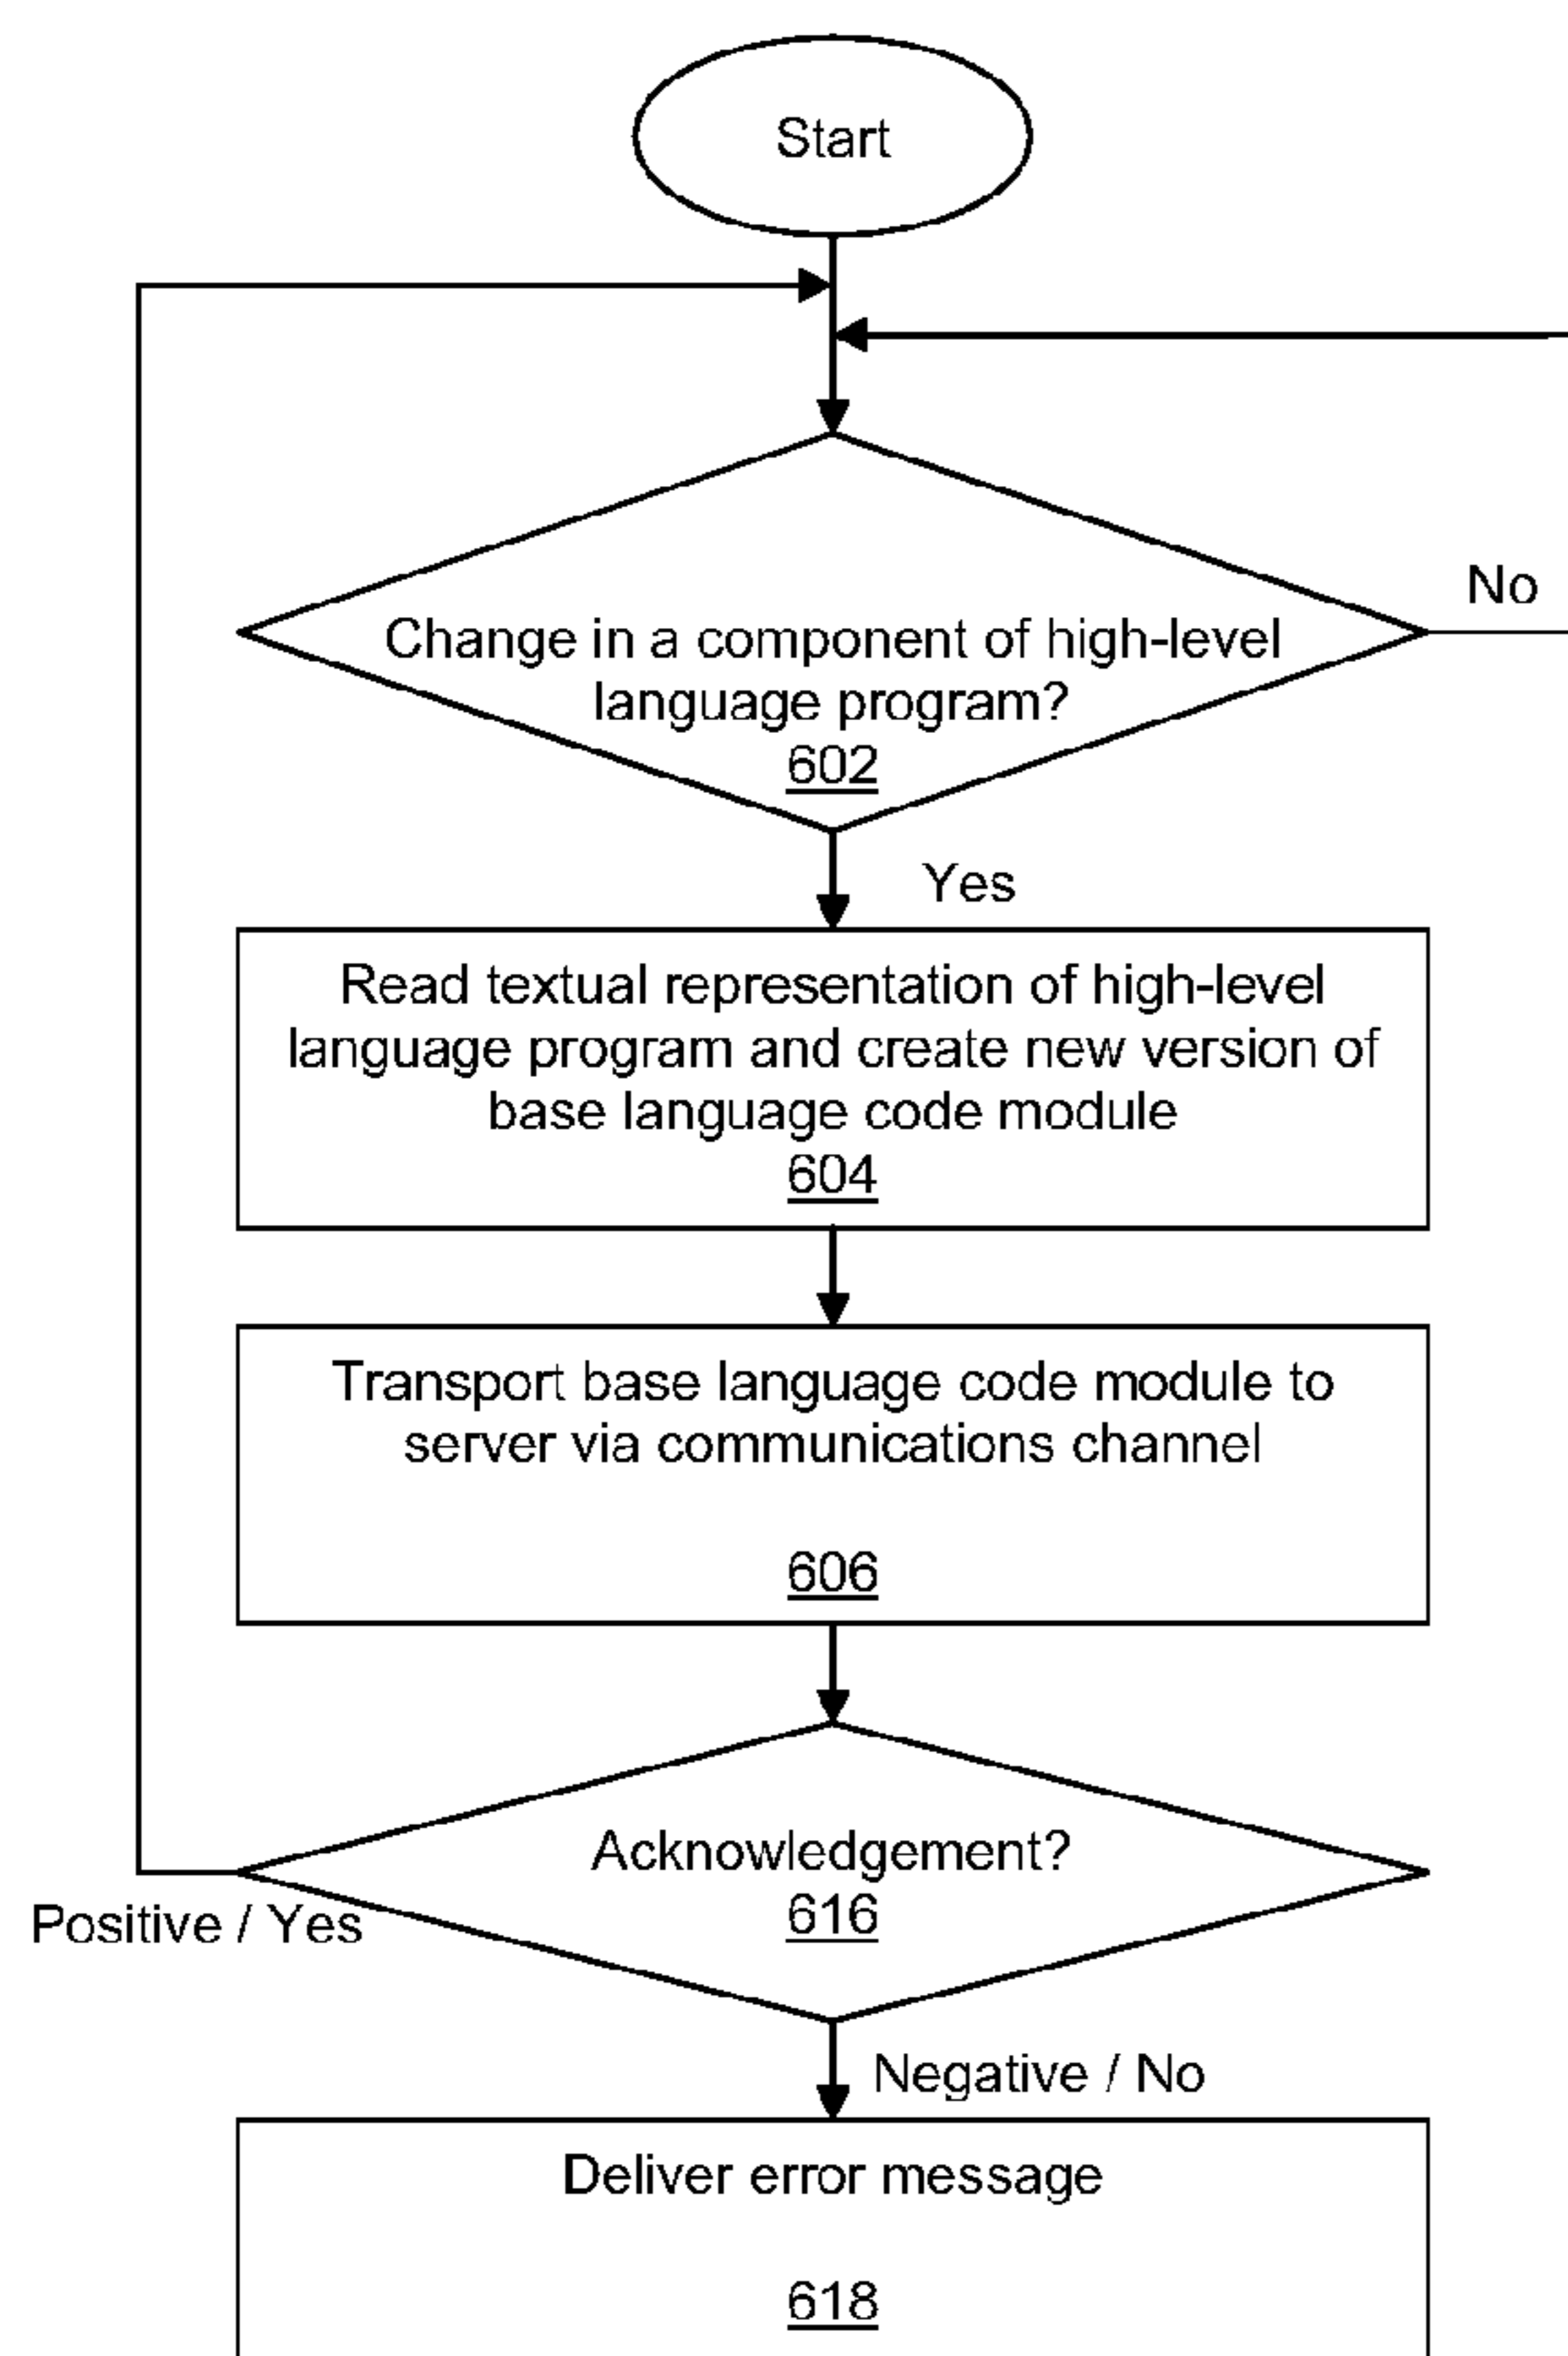 Start
Change in a component of high-level
language program?
602
No
Yes
Read textual representation of high-level
language program and create new version of
base language code module
604
Transport base language code module to
server via communications channel
606
Acknowledgement?
616
Positive / Yes
Negative / No
Deliver error message
618